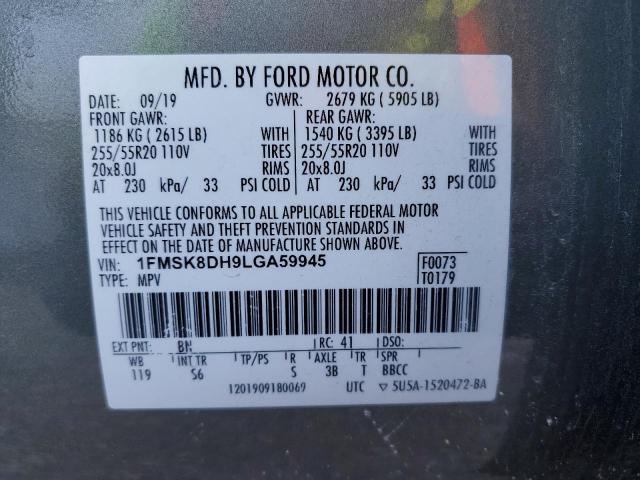 MFD. BY FORD MOTOR CO.
DATE: 09/19 GVWR: 2679 KG ( 5905 LB)
FRONT GAWR: REAR GAWR:
1186 KG ( 2615 LB) WITH 1540 KG ( 3395 LB) WITH
255/55R20 110V TIRES 255/55R20 110V TIRES
20x8.0J RIMS 20x8.0J RIMS
AT 230 kPa/ 33 PSI COLD AT 230 kPa/ 33 PSI COLD
THIS VEHICLE CONFORMS TO ALL APPLICABLE FEDERAL MOTOR
VEHICLE SAFETY AND THEFT PREVENTION STANDARDS IN
EFFECT ON THE DATE OF MANUFACTURE SHOWN ABOVE.
VIN: 1FMSK8DH9LGA59945 F0073
TYPE: MPV T0179
EXT PNT: BN RC: 41 DSO:
WB INT TR TP/PS R AXLE TR SPR
119 S6 S 3B T BBCC
1201909180069 UTC ▽ 5U5A-1520472-BA